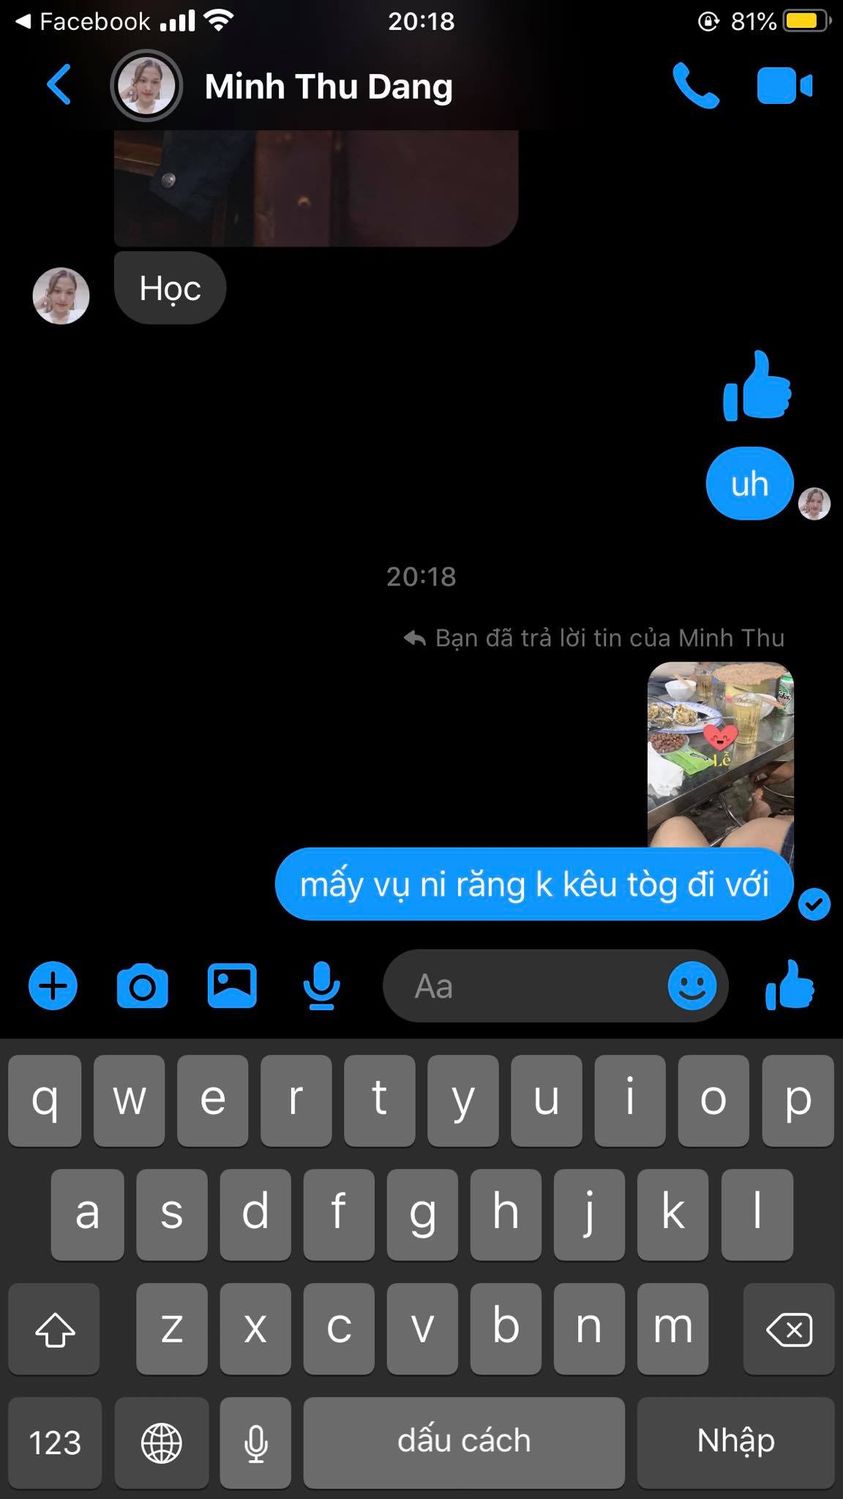 Facebook 20:18 81%
Minh Thu Dang
Học
uh
20:18
Bạn đã trả lời tin của Minh Thu
Lễ
mấy vụ ni răng k kêu tòg đi với
Aa
q w e r t y u i o p
a s d f g h j k l
z x c v b n m
123 dấu cách Nhập